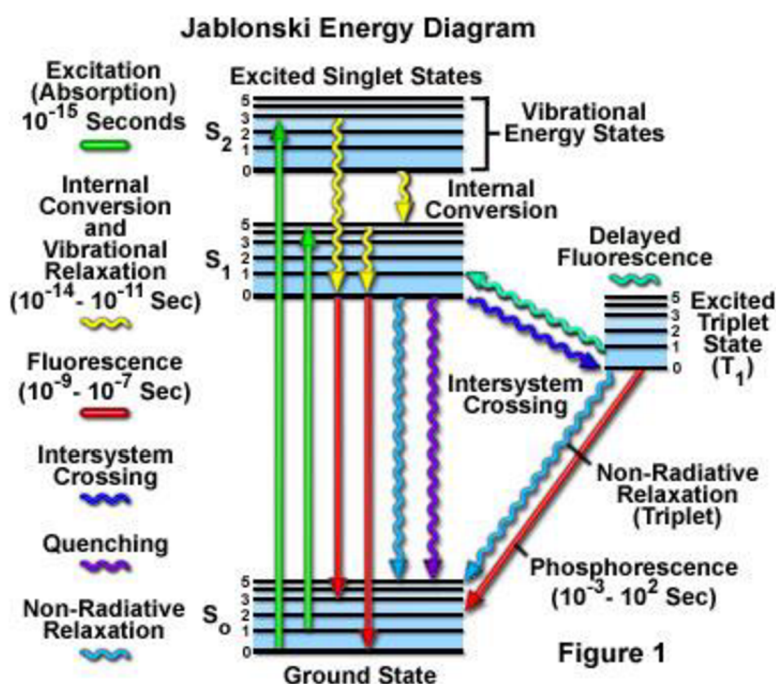 Jablonski Energy Diagram
Excitation
(Absorption)
10⁻¹⁵ Seconds
Internal
Conversion
and
Vibrational
Relaxation
(10⁻¹⁴- 10⁻¹¹ Sec)
Fluorescence
(10⁻⁹- 10⁻⁷ Sec)
Intersystem
Crossing
Quenching
Non-Radiative
Relaxation
Excited Singlet States
S₂
5
3
2
1
0
Vibrational
Energy States
Internal
Conversion
S₁
5
3
2
1
0
Delayed
Fluorescence
5
3
2
1
0
Excited
Triplet
State
(T₁)
Intersystem
Crossing
Non-Radiative
Relaxation
(Triplet)
Phosphorescence
(10⁻³- 10² Sec)
S₀
5
3
2
1
0
Ground State
Figure 1